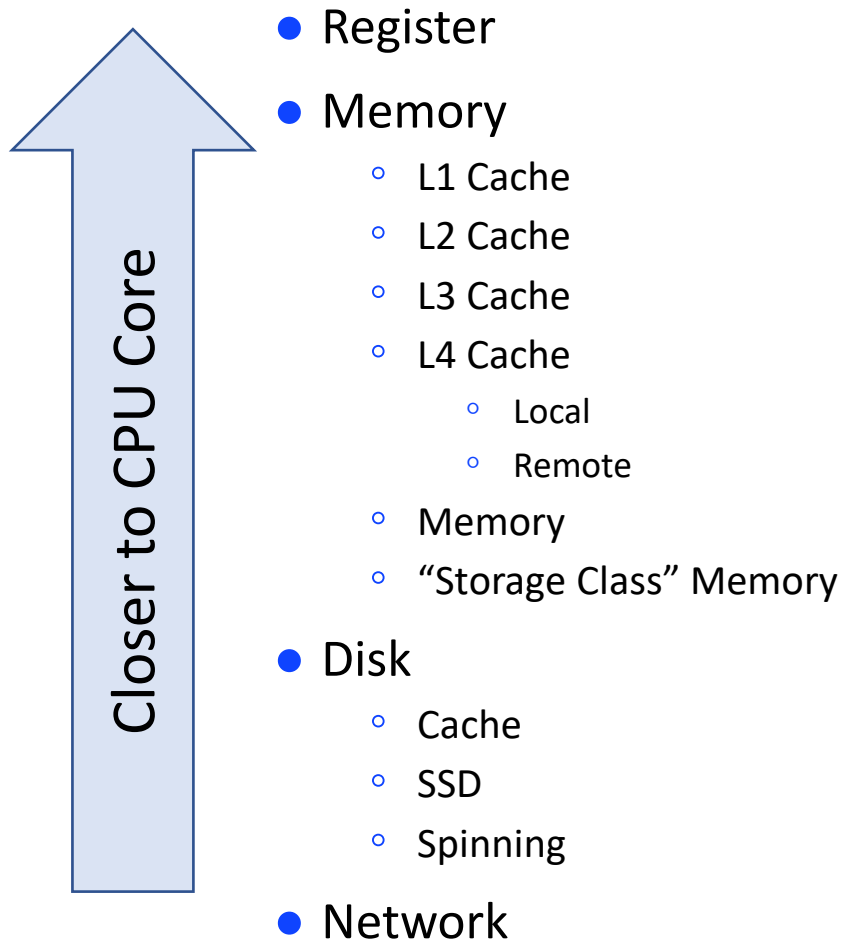 Register
Memory
L1 Cache
L2 Cache
L3 Cache
L4 Cache
Local
Remote
Memory
“Storage Class” Memory
Disk
Cache
SSD
Spinning
Network
Closer to CPU Core